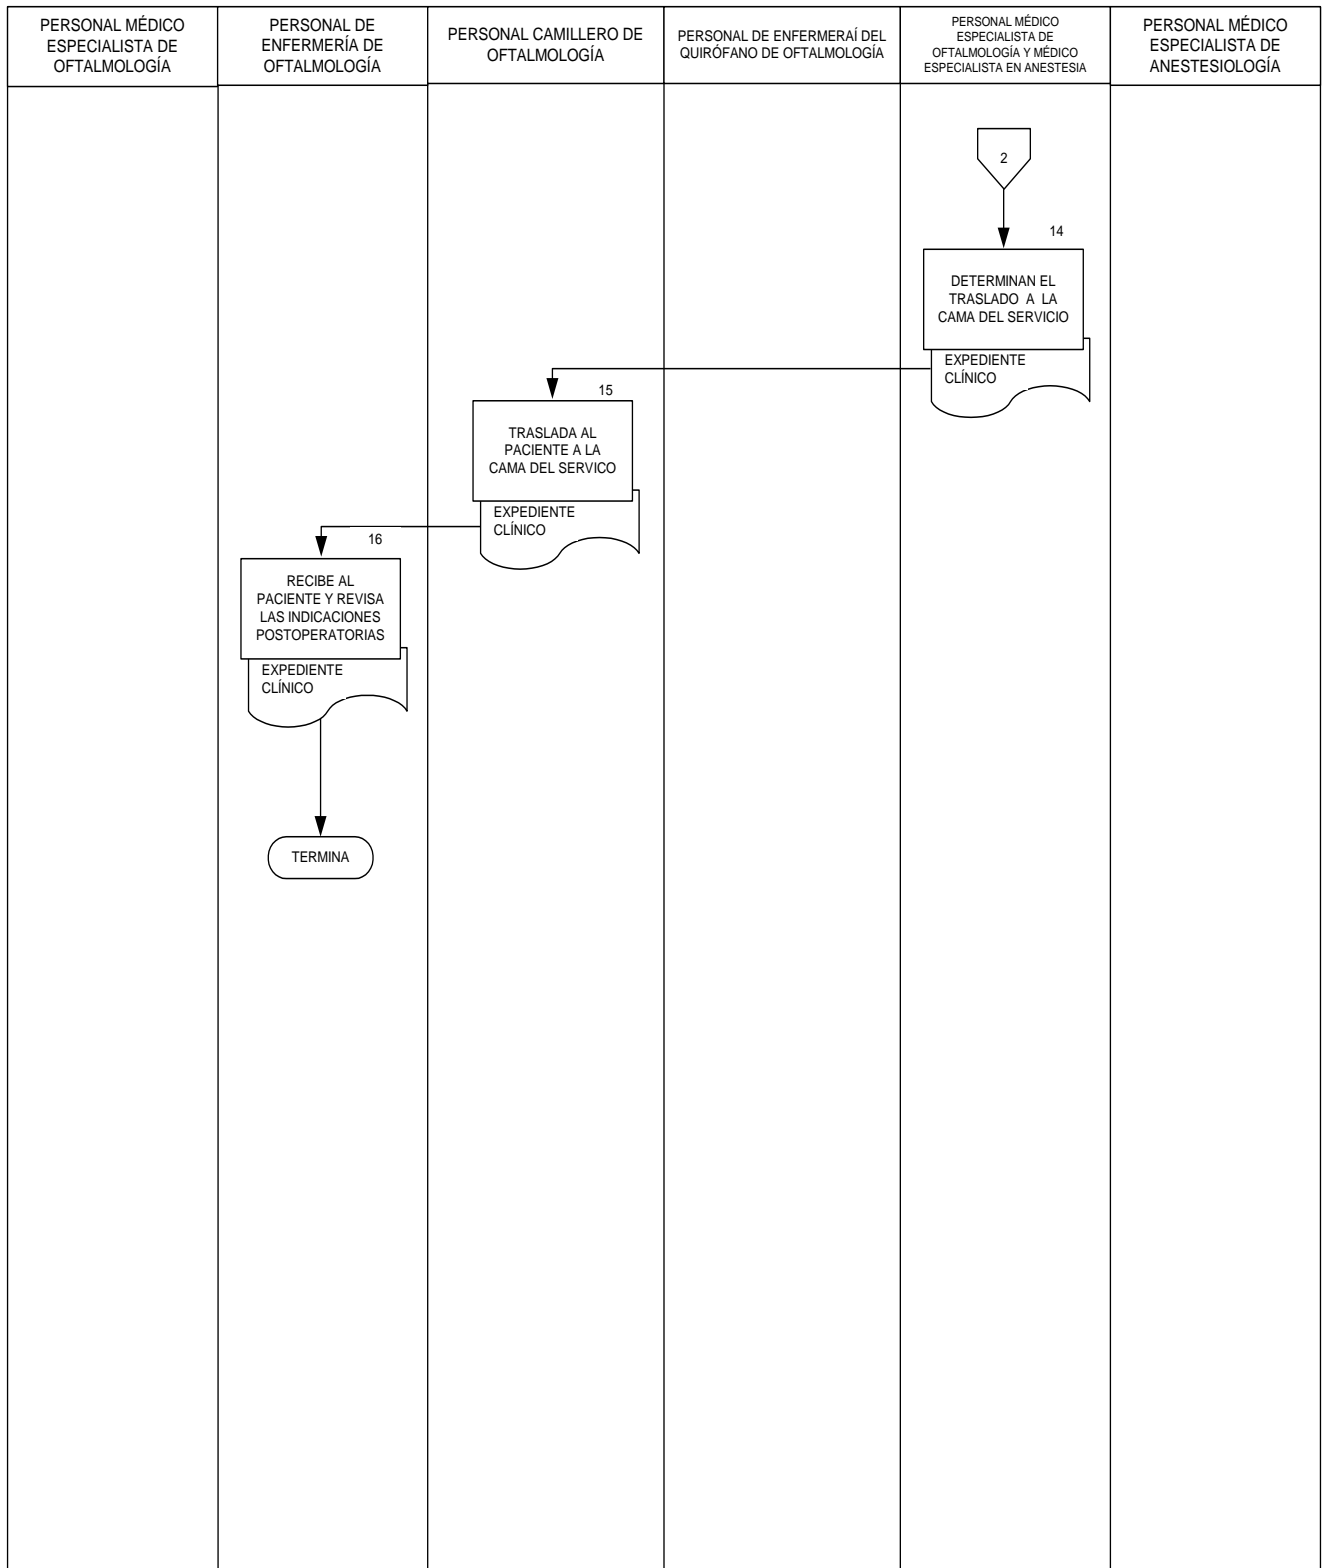 PERSONAL MÉDICO
ESPECIALISTA DE
OFTALMOLOGÍA
PERSONAL DE
ENFERMERÍA DE
OFTALMOLOGÍA
PERSONAL CAMILLERO DE
OFTALMOLOGÍA
PERSONAL DE ENFERMERAÍ DEL
QUIRÓFANO DE OFTALMOLOGÍA
PERSONAL MÉDICO
ESPECIALISTA DE
OFTALMOLOGÍA Y MÉDICO
ESPECIALISTA EN ANESTESIA
PERSONAL MÉDICO
ESPECIALISTA DE
ANESTESIOLOGÍA
2
14
DETERMINAN EL
TRASLADO A LA
CAMA DEL SERVICIO
EXPEDIENTE
CLÍNICO
15
TRASLADA AL
PACIENTE A LA
CAMA DEL SERVICO
EXPEDIENTE
CLÍNICO
16
RECIBE AL
PACIENTE Y REVISA
LAS INDICACIONES
POSTOPERATORIAS
EXPEDIENTE
CLÍNICO
TERMINA